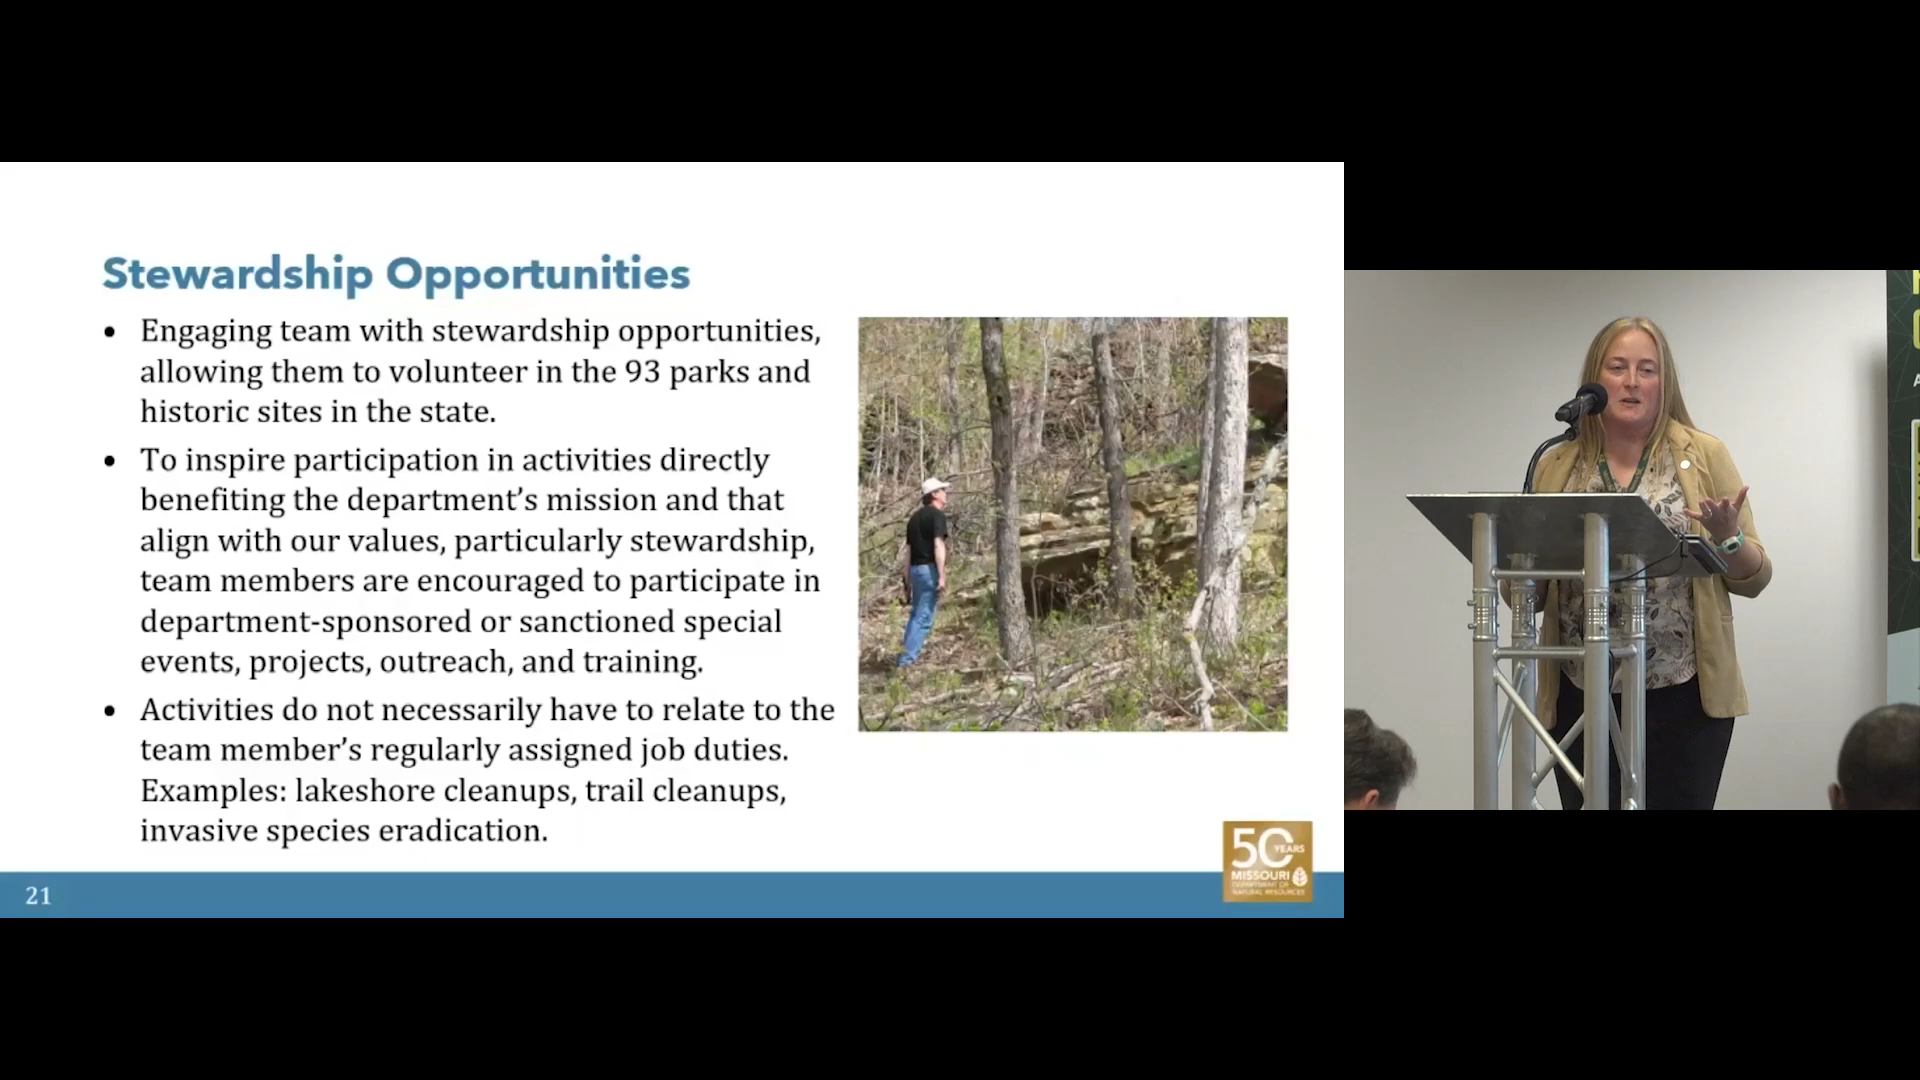 Stewardship Opportunities
• Engaging team with stewardship opportunities,
allowing them to volunteer in the 93 parks and
historic sites in the state.
• To inspire participation in activities directly
benefiting the department’s mission and that
align with our values, particularly stewardship,
team members are encouraged to participate in
department-sponsored or sanctioned special
events, projects, outreach, and training.
• Activities do not necessarily have to relate to the
team member’s regularly assigned job duties.
Examples: lakeshore cleanups, trail cleanups,
invasive species eradication.
50
YEARS
MISSOURI
DEPARTMENT OF
NATURAL RESOURCES
21